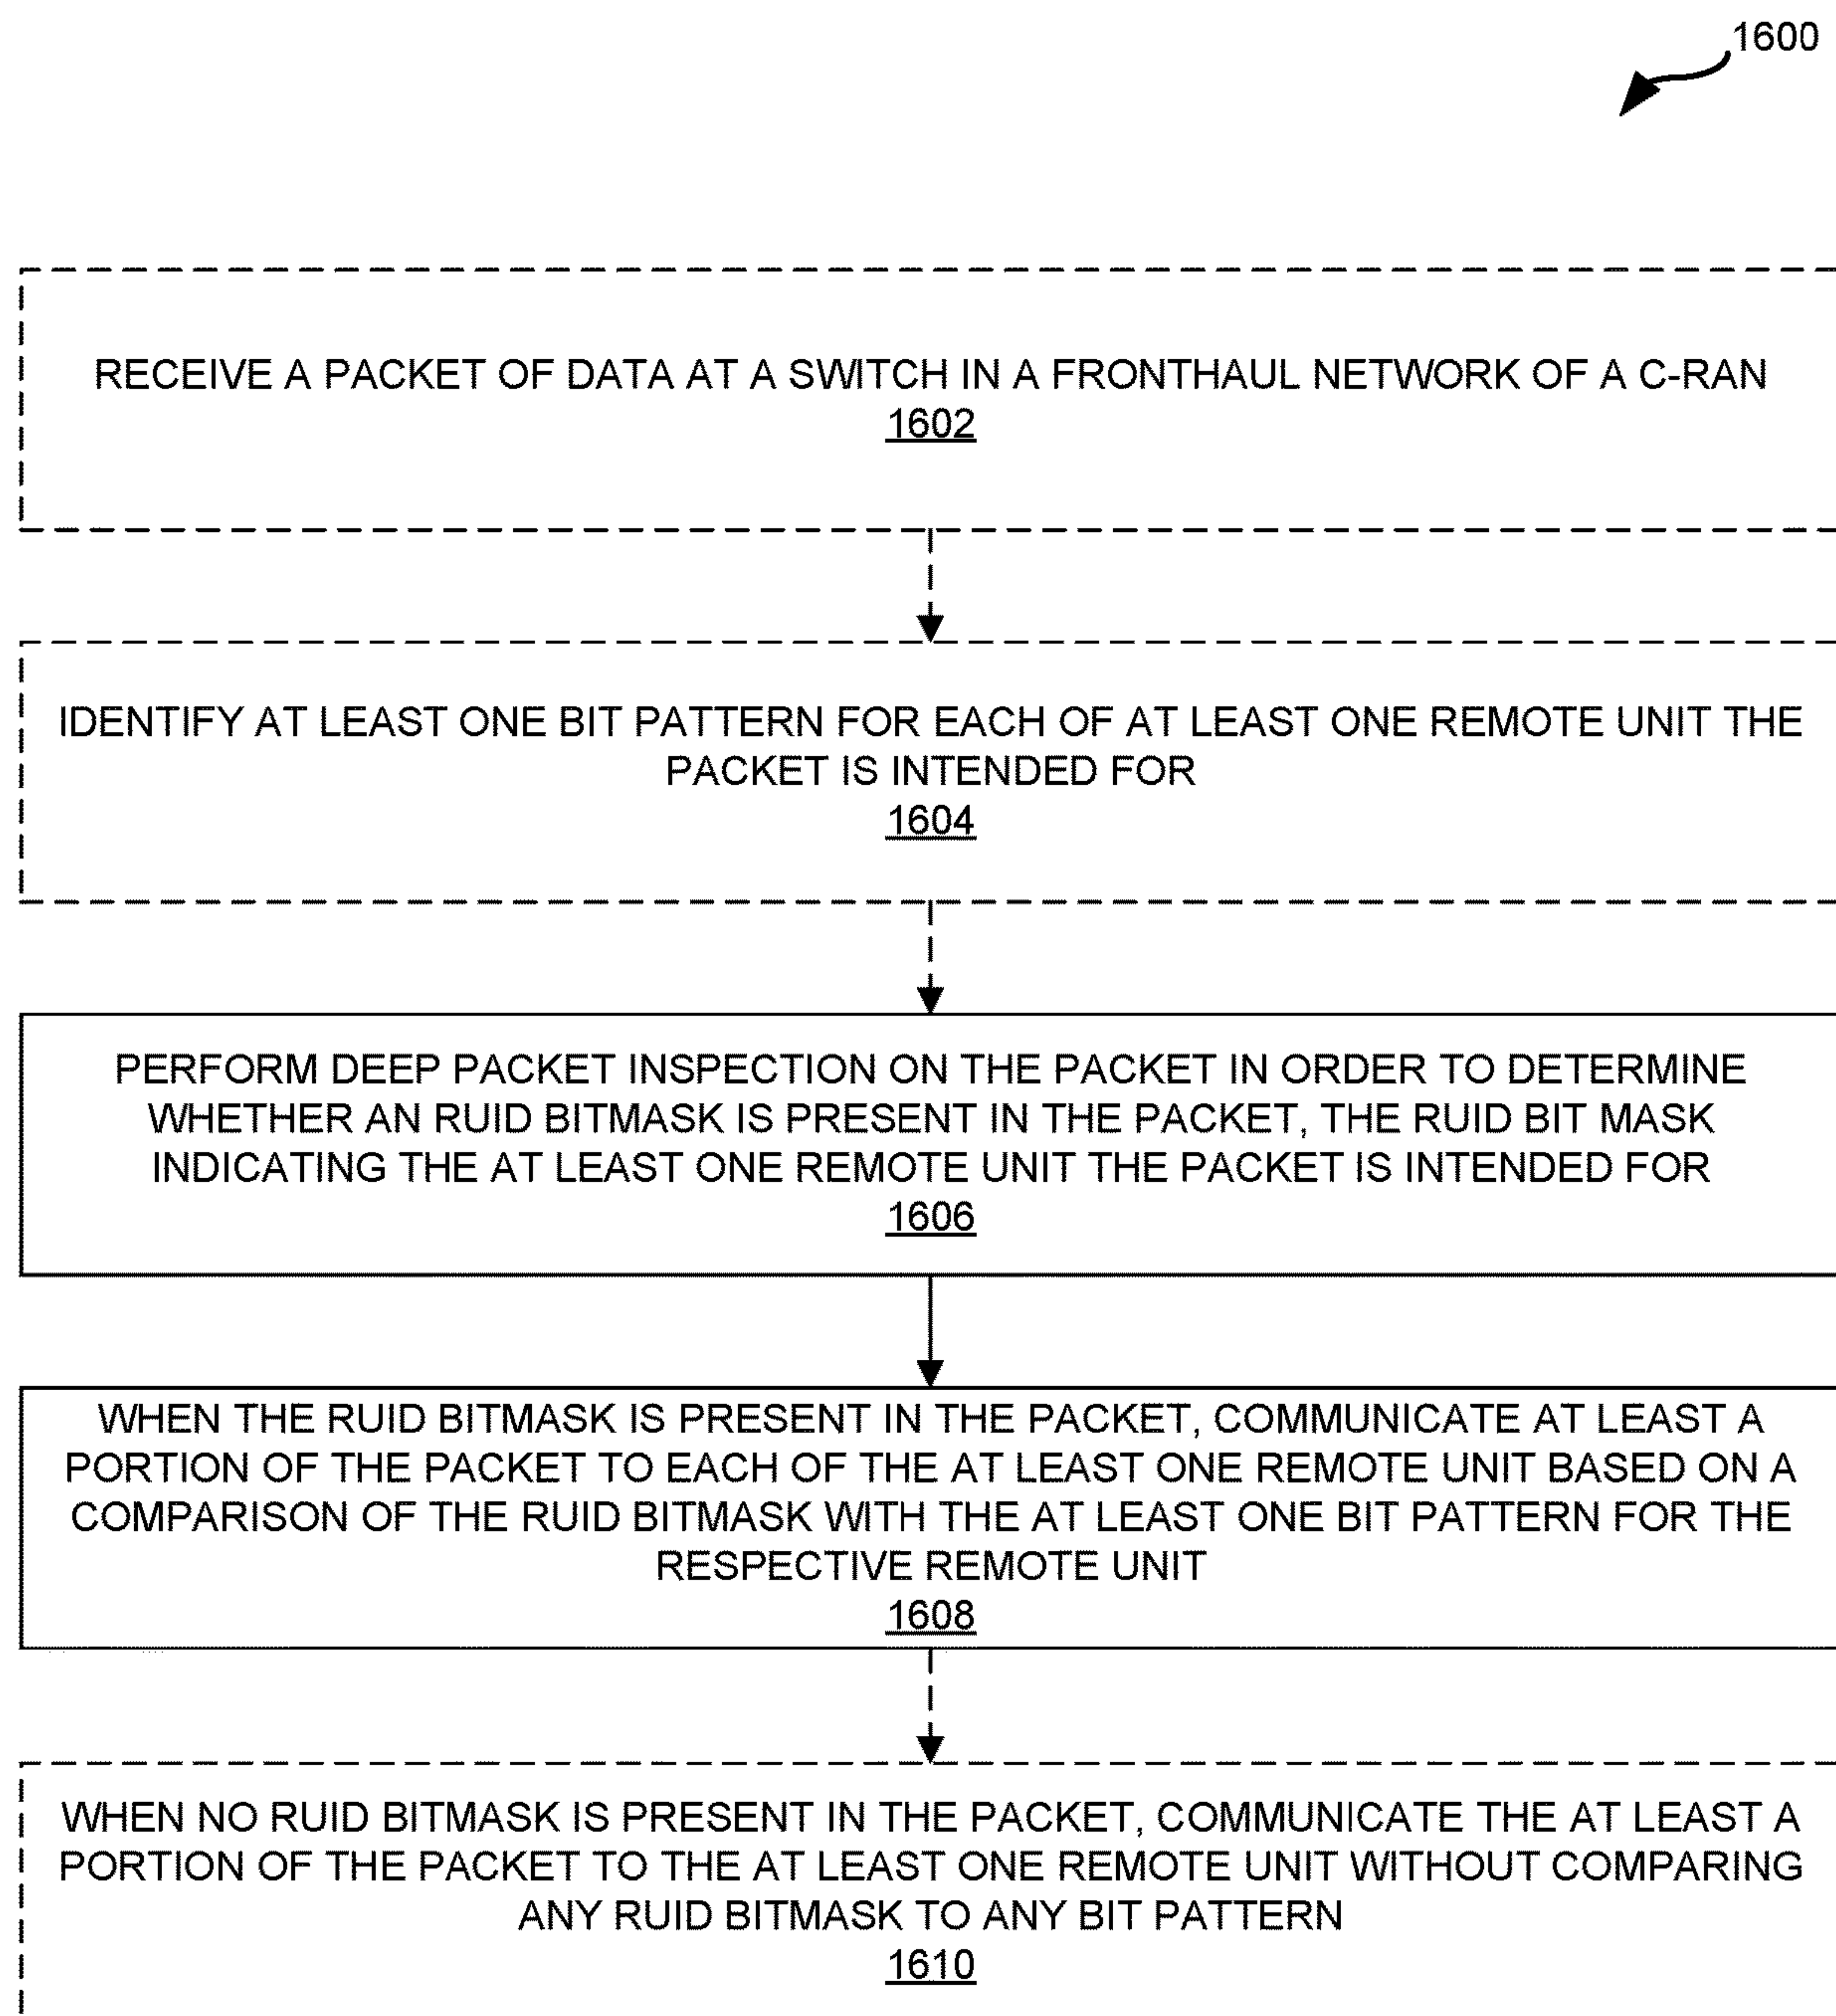 1600
RECEIVE A PACKET OF DATA AT A SWITCH IN A FRONTHAUL NETWORK OF A C-RAN
1602
IDENTIFY AT LEAST ONE BIT PATTERN FOR EACH OF AT LEAST ONE REMOTE UNIT THE
PACKET IS INTENDED FOR
1604
PERFORM DEEP PACKET INSPECTION ON THE PACKET IN ORDER TO DETERMINE
WHETHER AN RUID BITMASK IS PRESENT IN THE PACKET, THE RUID BIT MASK
INDICATING THE AT LEAST ONE REMOTE UNIT THE PACKET IS INTENDED FOR
1606
WHEN THE RUID BITMASK IS PRESENT IN THE PACKET, COMMUNICATE AT LEAST A
PORTION OF THE PACKET TO EACH OF THE AT LEAST ONE REMOTE UNIT BASED ON A
COMPARISON OF THE RUID BITMASK WITH THE AT LEAST ONE BIT PATTERN FOR THE
RESPECTIVE REMOTE UNIT
1608
WHEN NO RUID BITMASK IS PRESENT IN THE PACKET, COMMUNICATE THE AT LEAST A
PORTION OF THE PACKET TO THE AT LEAST ONE REMOTE UNIT WITHOUT COMPARING
ANY RUID BITMASK TO ANY BIT PATTERN
1610